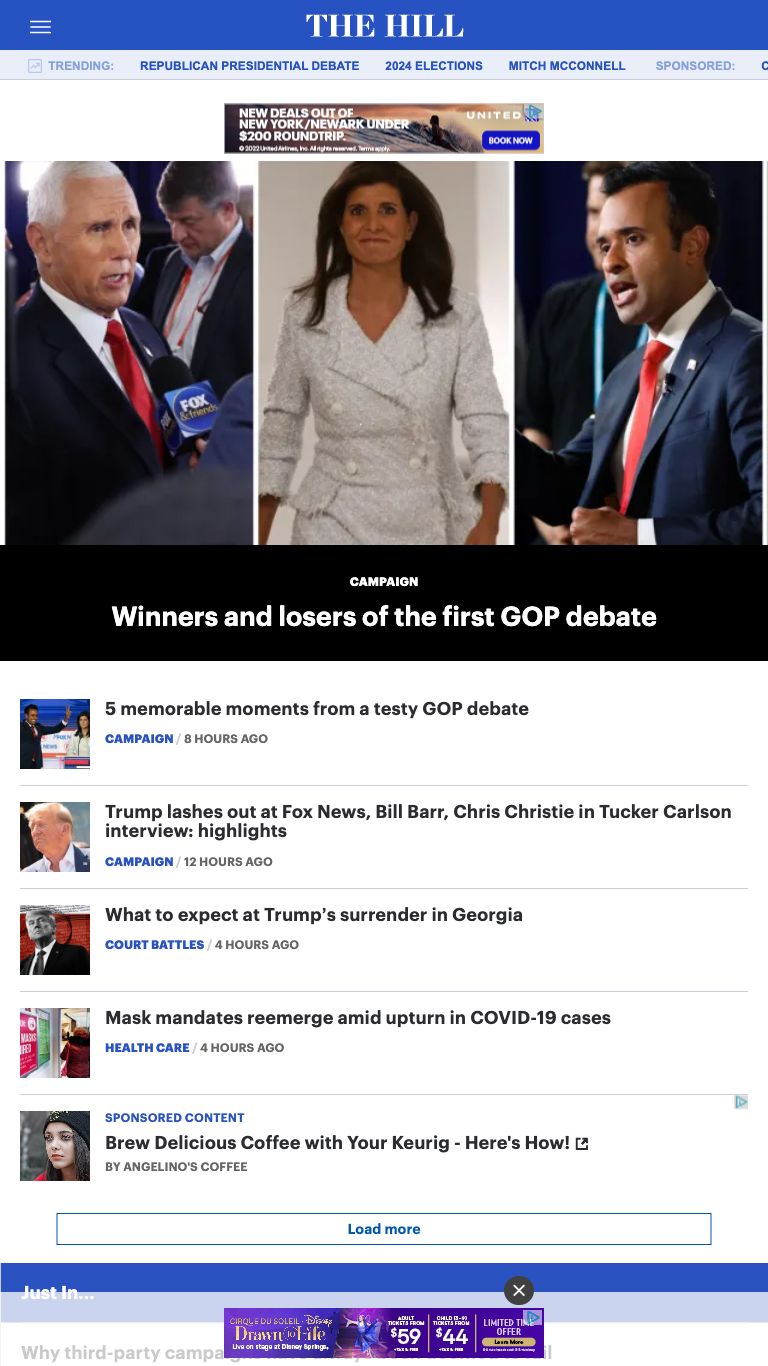 THE HILL
TRENDING: REPUBLICAN PRESIDENTIAL DEBATE 2024 ELECTIONS MITCH MCCONNELL SPONSORED: C
NEW DEALS OUT OF
NEW YORK/NEWARK UNDER
$200 ROUNDTRIP.
© 2022 United Airlines, Inc. All rights reserved. Terms apply.
UNITED
BOOK NOW
FOX
&friends
CAMPAIGN
Winners and losers of the first GOP debate
5 memorable moments from a testy GOP debate
CAMPAIGN / 8 HOURS AGO
Trump lashes out at Fox News, Bill Barr, Chris Christie in Tucker Carlson
interview: highlights
CAMPAIGN / 12 HOURS AGO
What to expect at Trump’s surrender in Georgia
COURT BATTLES / 4 HOURS AGO
Mask mandates reemerge amid upturn in COVID-19 cases
HEALTH CARE / 4 HOURS AGO
SPONSORED CONTENT
Brew Delicious Coffee with Your Keurig - Here's How!
BY ANGELINO'S COFFEE
Load more
Just In...
CIRQUE DU SOLEIL Disney
Drawn to Life
Live on stage at Disney Springs.
ADULT
TICKETS FROM
$59
+TAX & FEE
CHILD (3-9)
TICKETS FROM
$44
+TAX & FEE
LIMITED TI
OFFER
Learn More
Why third-party campa